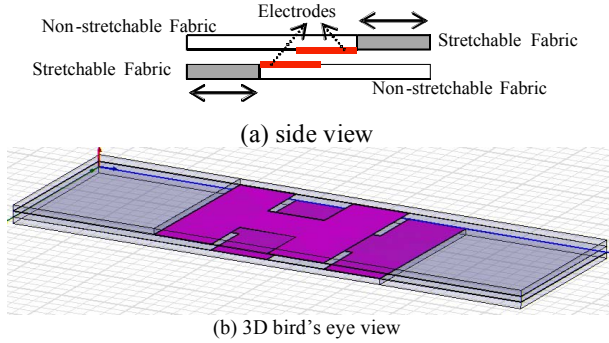 Electrodes
Non-stretchable Fabric
Stretchable Fabric
Stretchable Fabric
Non-stretchable Fabric
(a) side view
(b) 3D bird's eye view